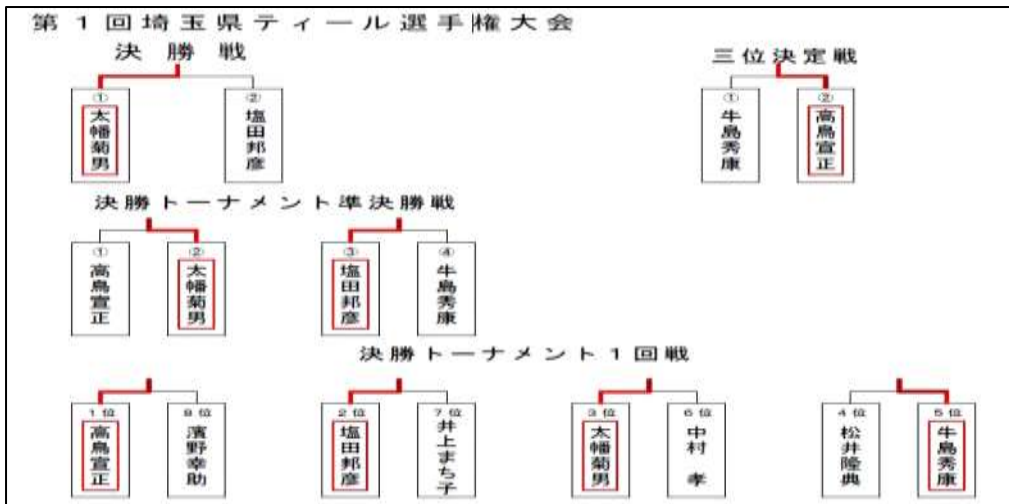 第１回埼玉県ティール選手権大会
決勝戦
三位決定戦
①
太幡菊男
②
塩田邦彦
①
牛島秀康
②
高鳥宣正
決勝トーナメント準決勝戦
①
高鳥宣正
②
太幡菊男
③
塩田邦彦
④
牛島秀康
決勝トーナメント１回戦
１位
高鳥宣正
８位
濱野幸助
２位
塩田邦彦
７位
井上まち子
３位
太幡菊男
６位
中村　孝
４位
松井隆典
５位
牛島秀康